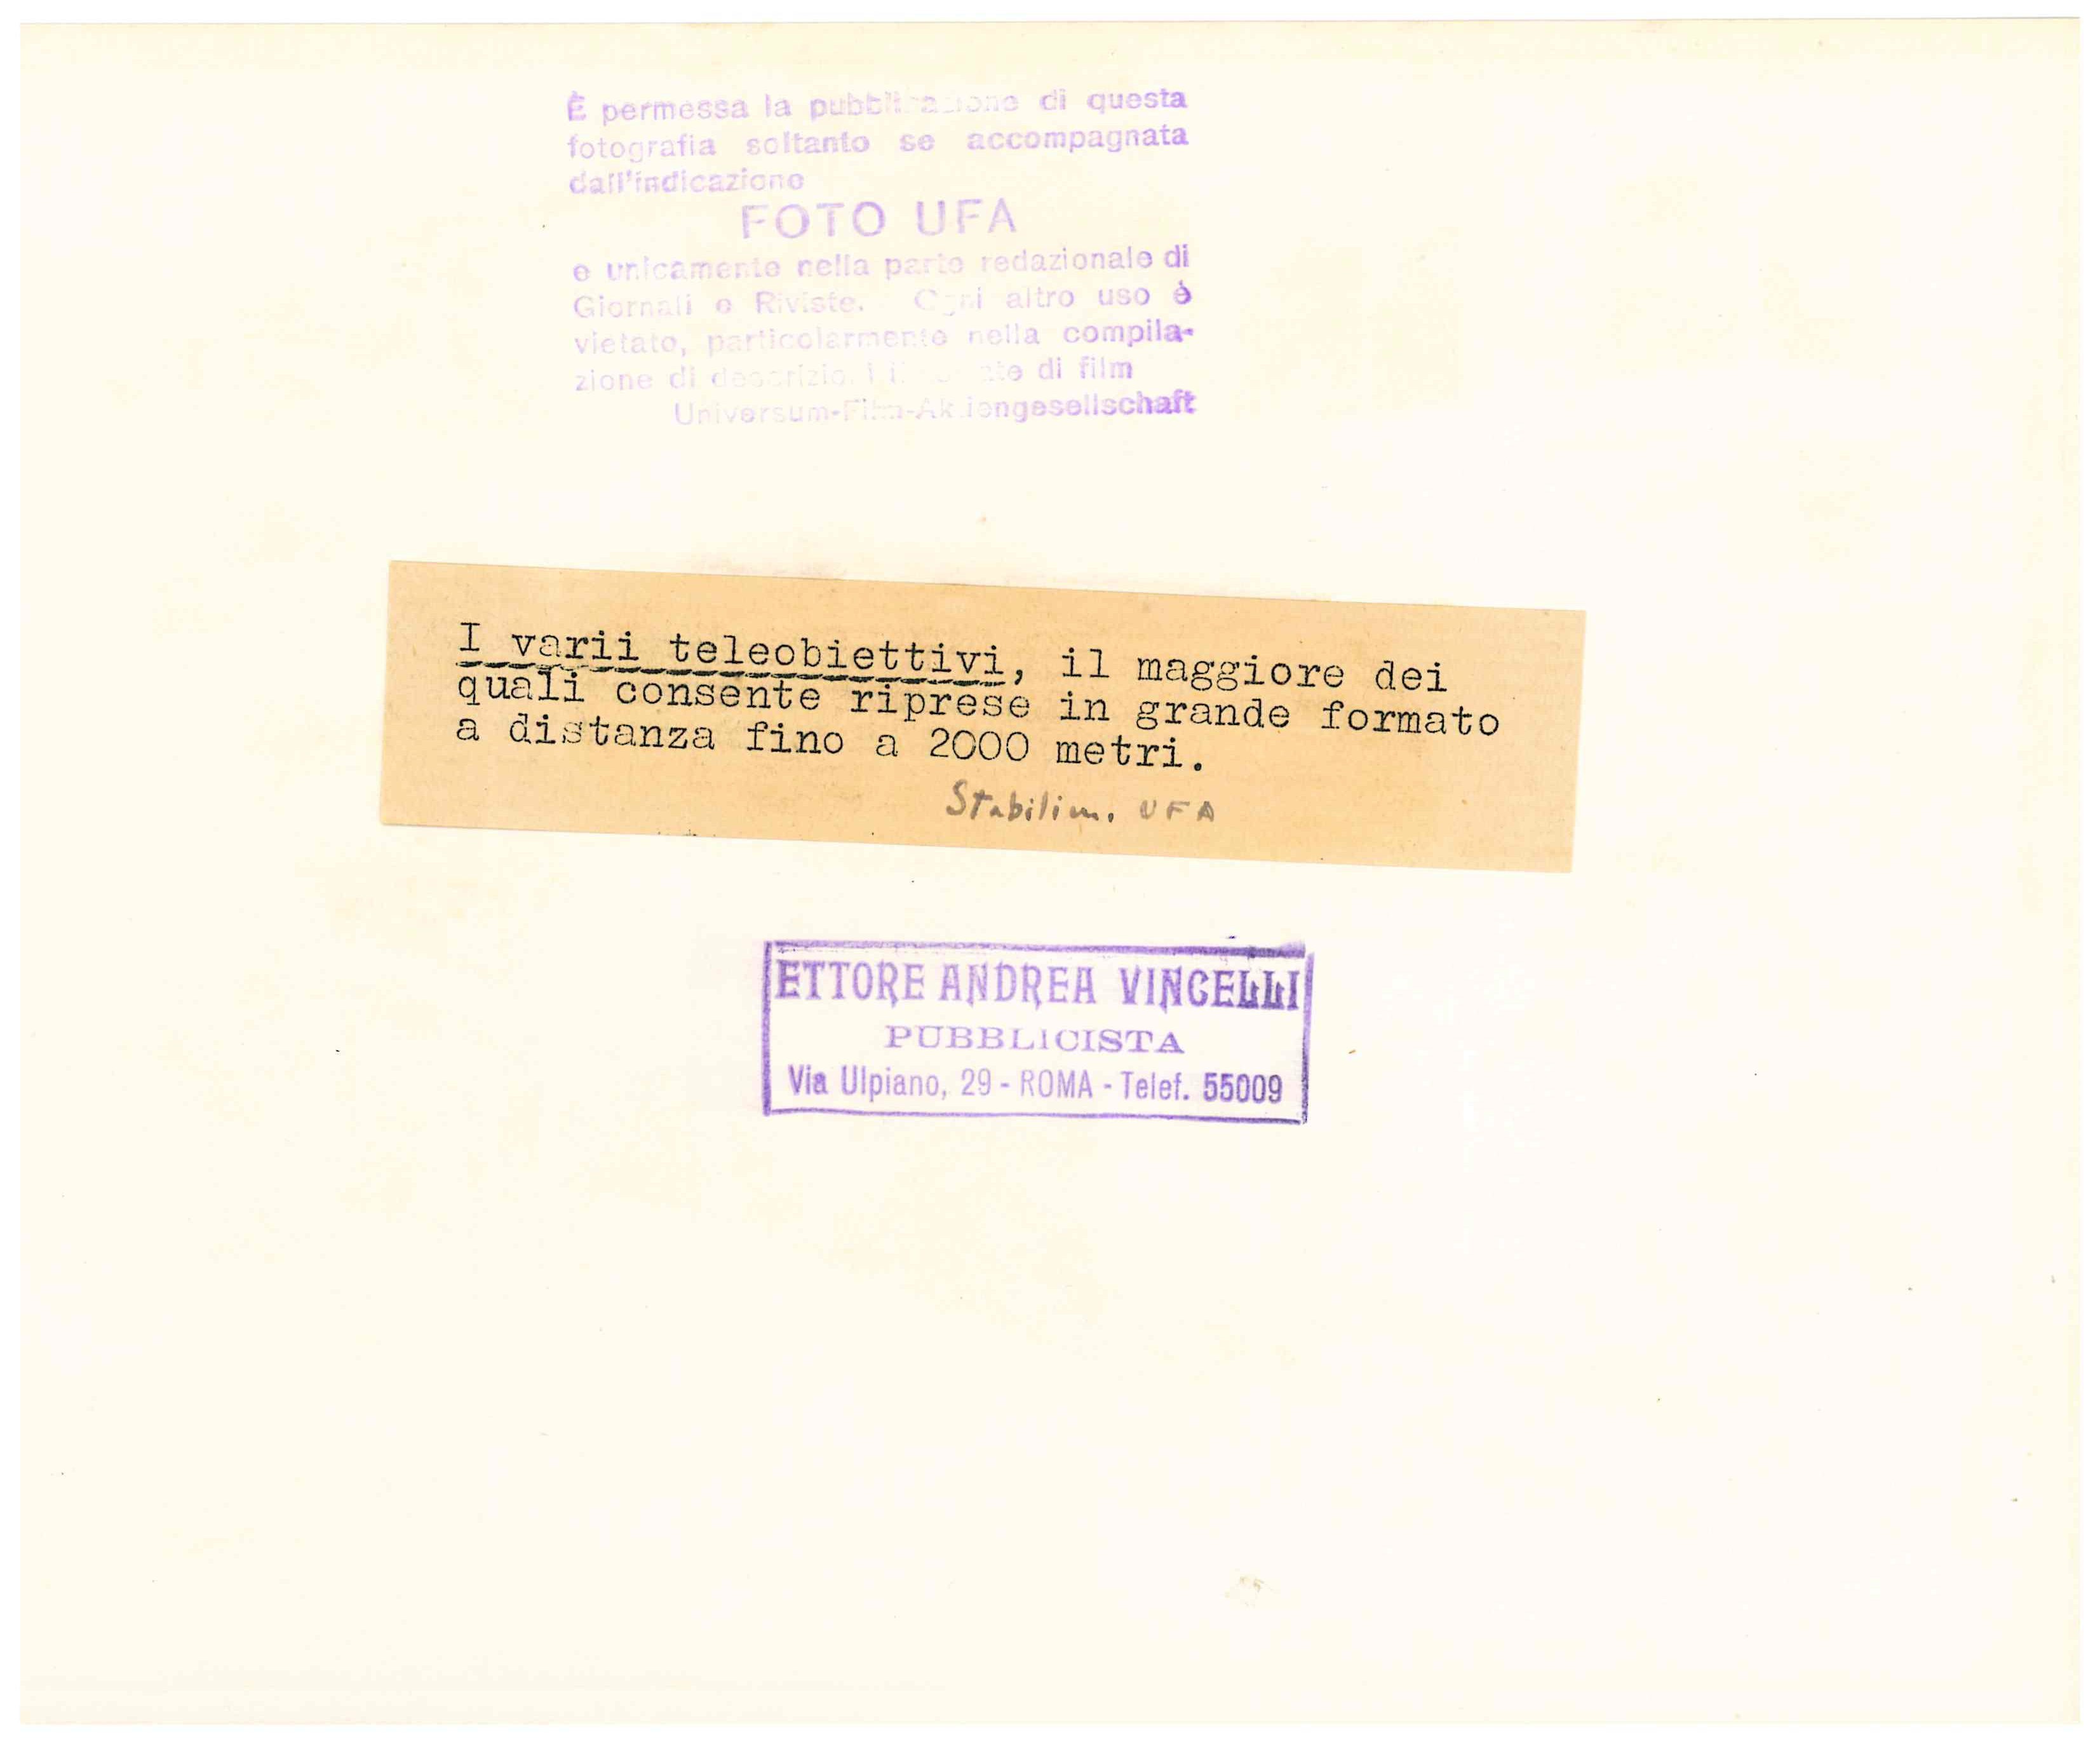 È permessa la pubblicazione di questa
fotografia soltanto se accompagnata
dall'indicazione
FOTO UFA
e unicamente nella parte redazionale di
Giornali e Riviste. Ogni altro uso è
vietato, particolarmente nella compila-
zione di di film
Universum-Film-Aktiengesellschaft
I varii teleobiettivi, il maggiore dei
quali consente riprese in grande formato
a distanza fino a 2000 metri.
Stabilim. UFA
ETTORE ANDREA VINCELLI
PUBBLICISTA
Via Ulpiano, 29 - ROMA - Telef. 55009